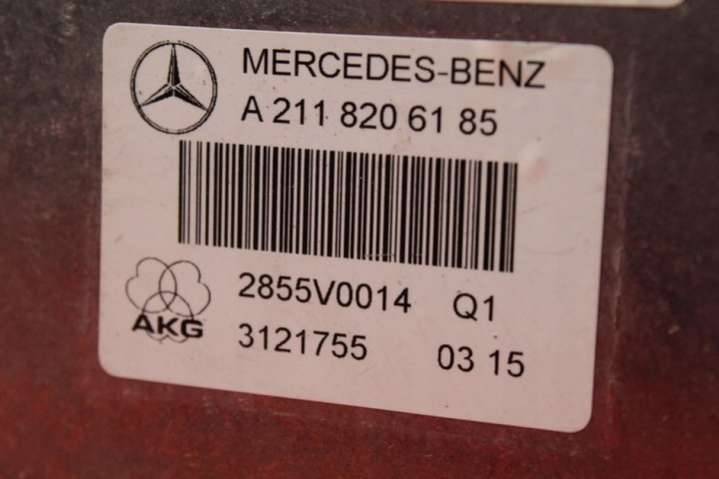 MERCEDES-BENZ
A 211 820 61 85
2855V0014 Q1
AKG
3121755 03 15